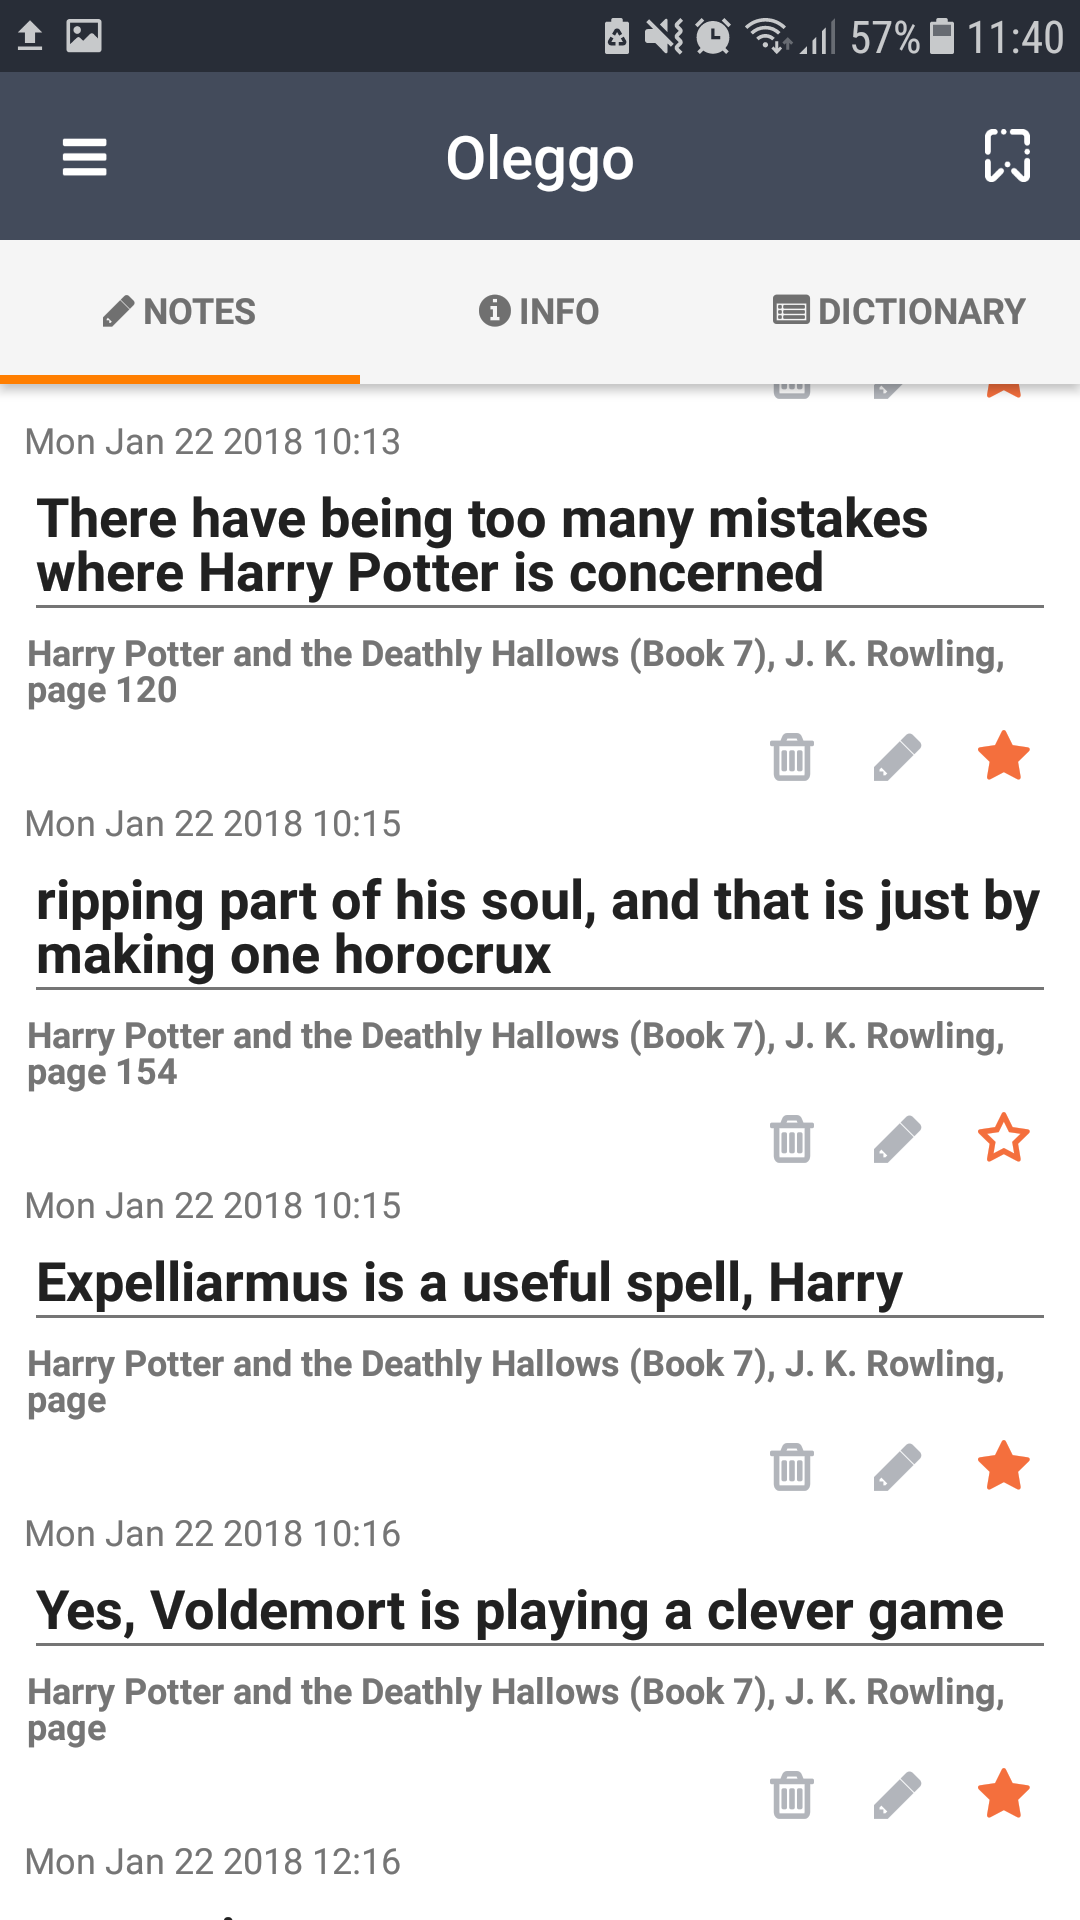 57% 11:40
Oleggo
NOTES INFO DICTIONARY
Mon Jan 22 2018 10:13
There have being too many mistakes
where Harry Potter is concerned
Harry Potter and the Deathly Hallows (Book 7), J. K. Rowling,
page 120
Mon Jan 22 2018 10:15
ripping part of his soul, and that is just by
making one horocrux
Harry Potter and the Deathly Hallows (Book 7), J. K. Rowling,
page 154
Mon Jan 22 2018 10:15
Expelliarmus is a useful spell, Harry
Harry Potter and the Deathly Hallows (Book 7), J. K. Rowling,
page
Mon Jan 22 2018 10:16
Yes, Voldemort is playing a clever game
Harry Potter and the Deathly Hallows (Book 7), J. K. Rowling,
page
Mon Jan 22 2018 12:16